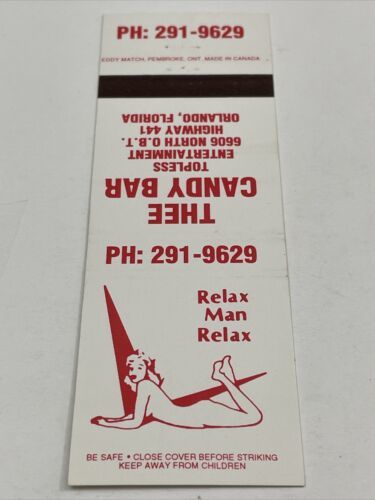 PH: 291-9629
EDDY MATCH, PEMBROKE, ONT. MADE IN CANADA
THEE
CANDY BAR
TOPLESS
ENTERTAINMENT
6606 NORTH O.B.T.
HIGHWAY 441
ORLANDO, FLORIDA
PH: 291-9629
Relax
Man
Relax
BE SAFE • CLOSE COVER BEFORE STRIKING
KEEP AWAY FROM CHILDREN